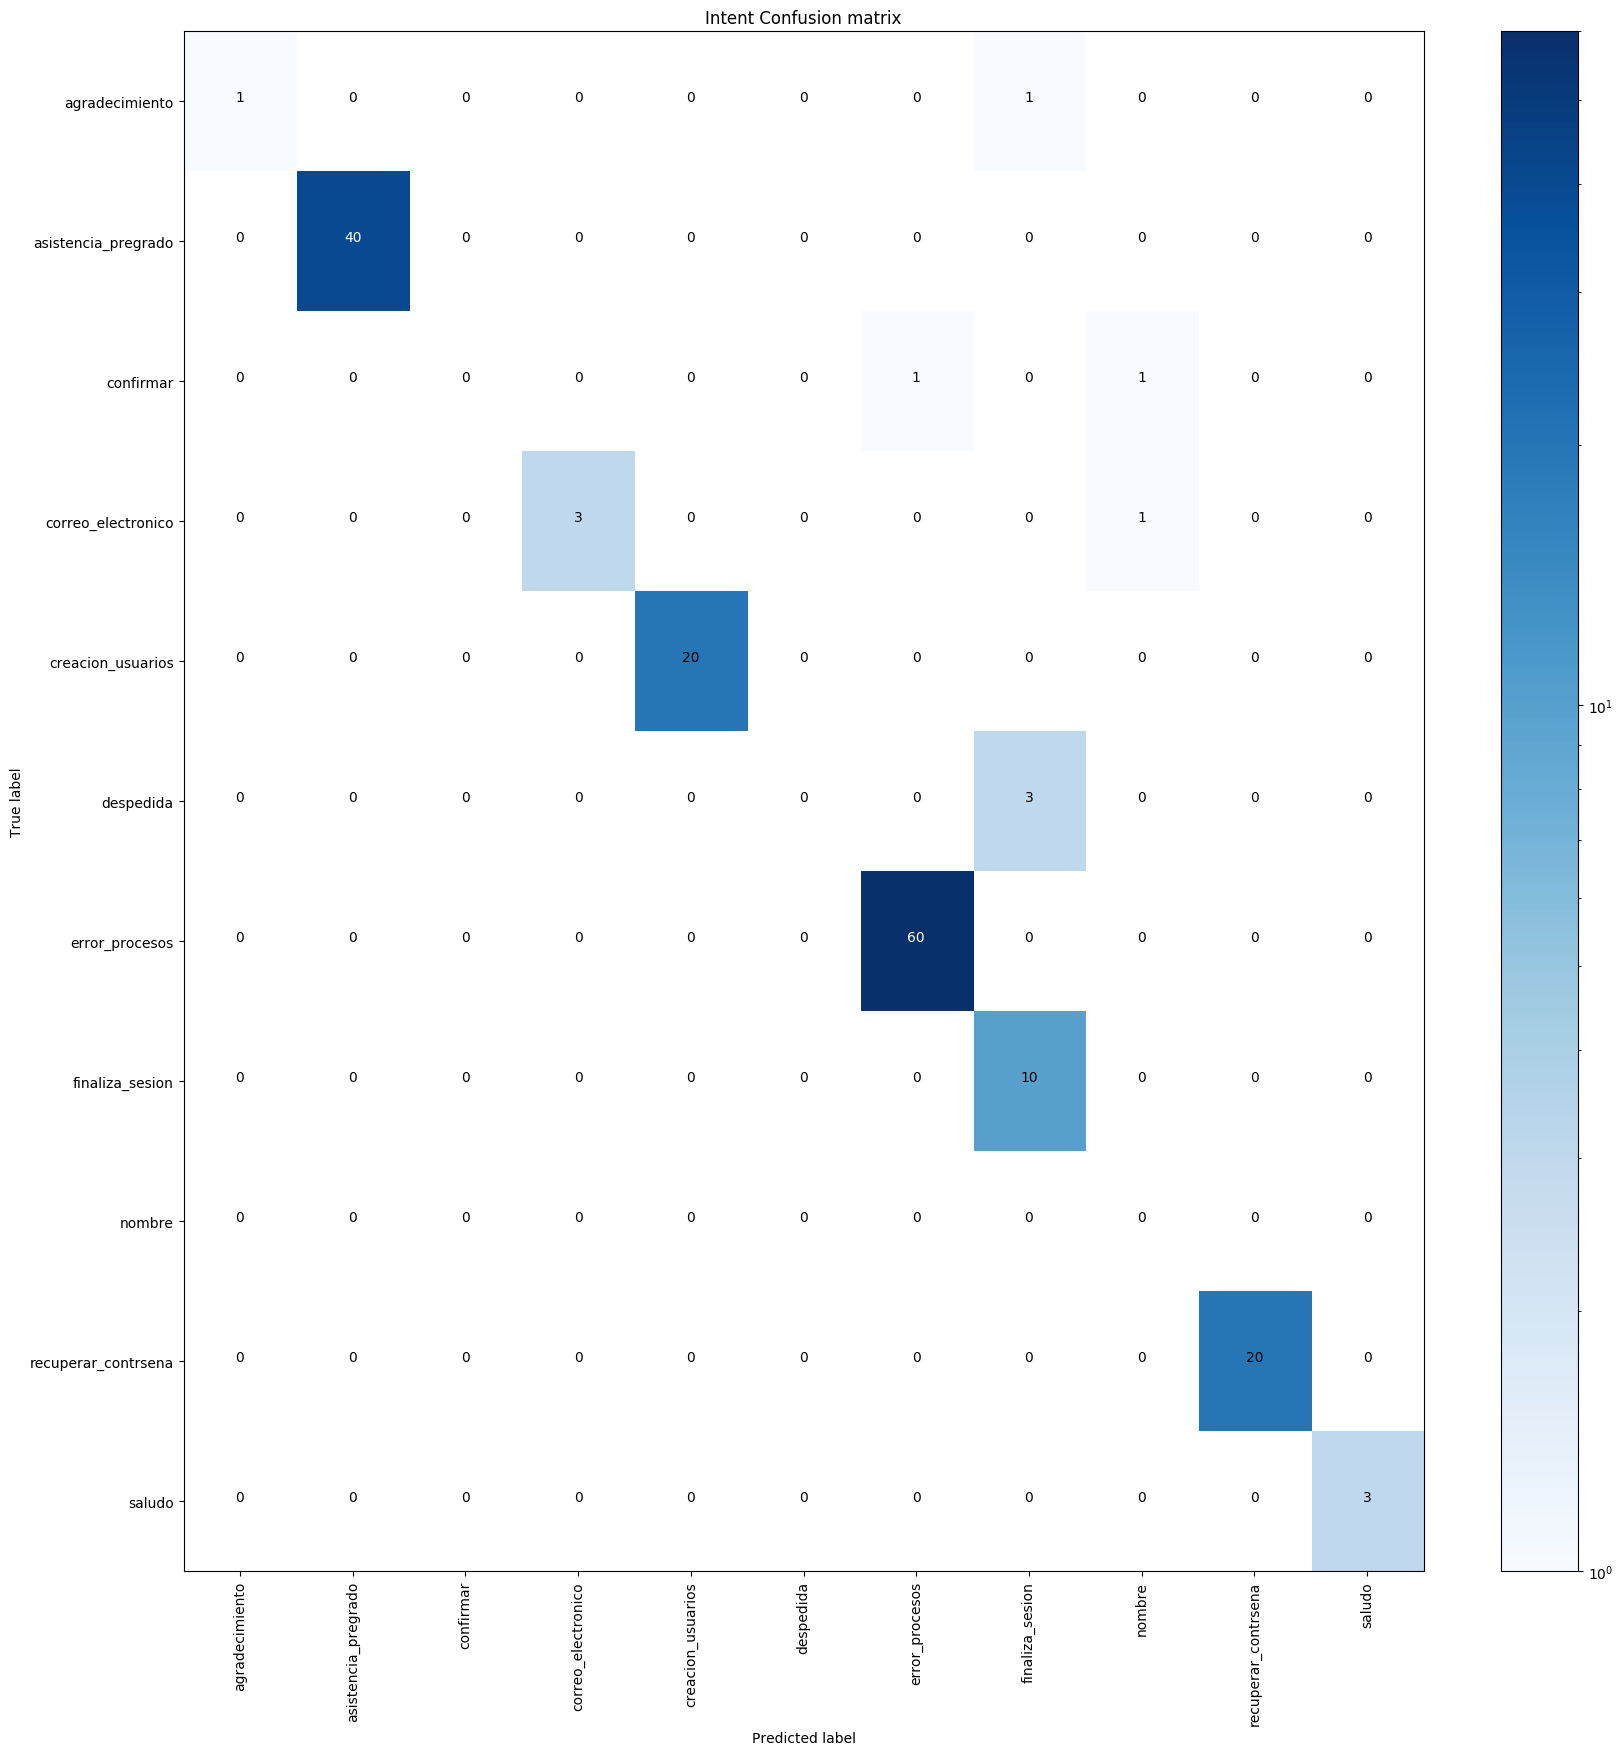 Intent Confusion matrix
agradecimiento 1 0 0 0 0 0 0 1 0 0 0
asistencia_pregrado 0 40 0 0 0 0 0 0 0 0 0
confirmar 0 0 0 0 0 0 1 0 1 0 0
correo_electronico 0 0 0 3 0 0 0 0 1 0 0
creacion_usuarios 0 0 0 0 20 0 0 0 0 0 0
despedida 0 0 0 0 0 0 0 3 0 0 0
error_procesos 0 0 0 0 0 0 60 0 0 0 0
finaliza_sesion 0 0 0 0 0 0 0 10 0 0 0
nombre 0 0 0 0 0 0 0 0 0 0 0
recuperar_contrsena 0 0 0 0 0 0 0 0 0 20 0
saludo 0 0 0 0 0 0 0 0 0 0 3
True label
agradecimiento
asistencia_pregrado
confirmar
correo_electronico
creacion_usuarios
despedida
error_procesos
finaliza_sesion
nombre
recuperar_contrsena
saludo
Predicted label
10¹
10⁰